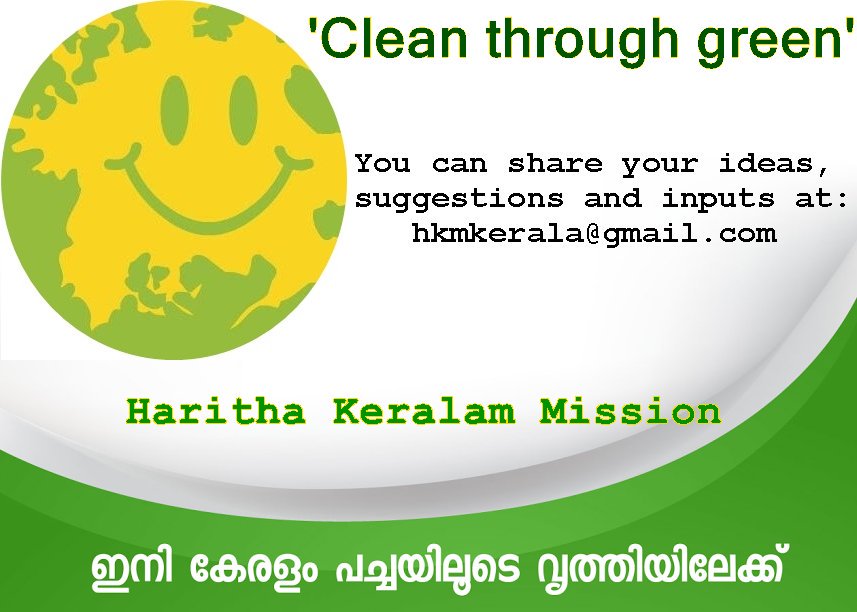 'Clean through green'
You can share your ideas,
suggestions and inputs at:
hkmkerala@gmail.com
Haritha Keralam Mission
ഇനി കേരളം പച്ചയിലൂടെ വൃത്തിയിലേക്ക്